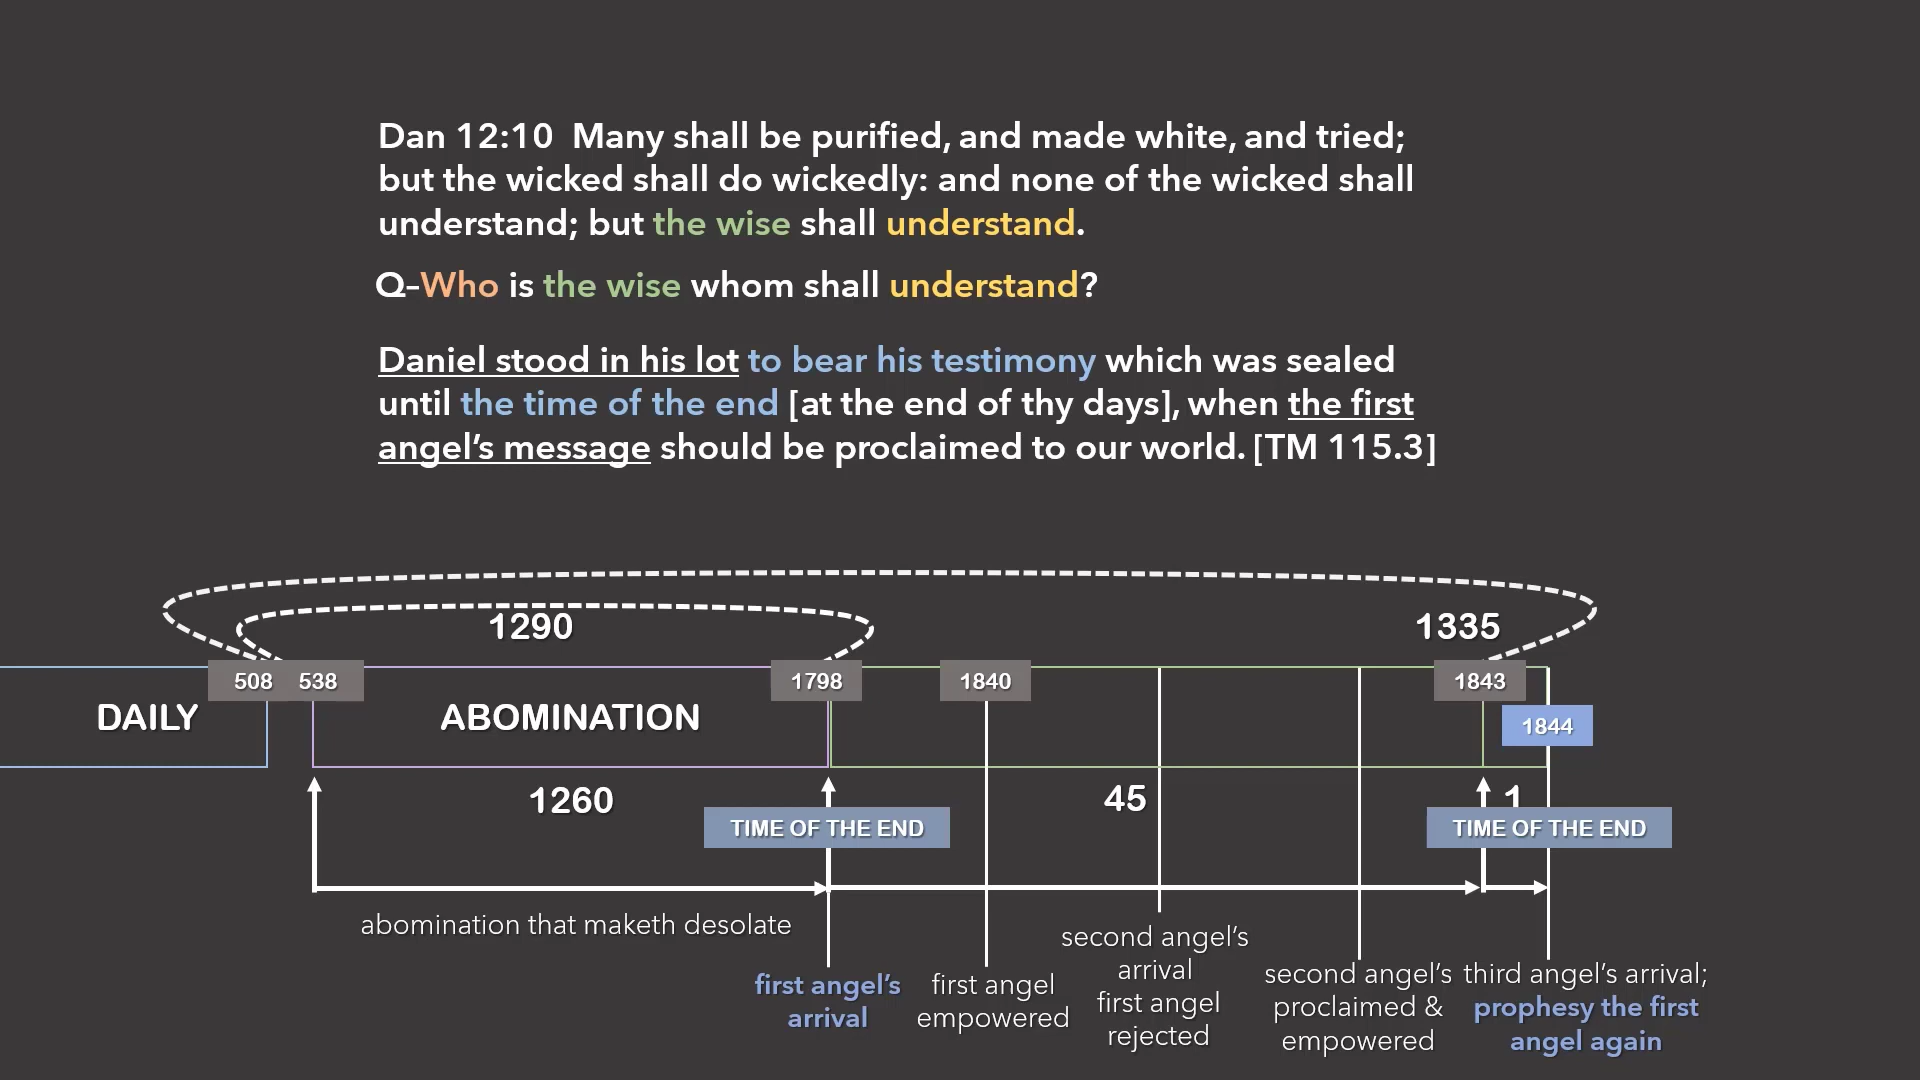 Dan 12:10  Many shall be purified, and made white, and tried;
but the wicked shall do wickedly: and none of the wicked shall
understand; but the wise shall understand.
Q–Who is the wise whom shall understand?
Daniel stood in his lot to bear his testimony which was sealed
until the time of the end [at the end of thy days], when the first
angel's message should be proclaimed to our world. [TM 115.3]
1290
1335
508
538
1798
1840
1843
DAILY
ABOMINATION
1844
1260
45
1
TIME OF THE END
TIME OF THE END
abomination that maketh desolate
first angel's
arrival
first angel
empowered
second angel's
arrival
first angel
rejected
second angel's
proclaimed &
empowered
third angel's arrival;
prophesy the first
angel again